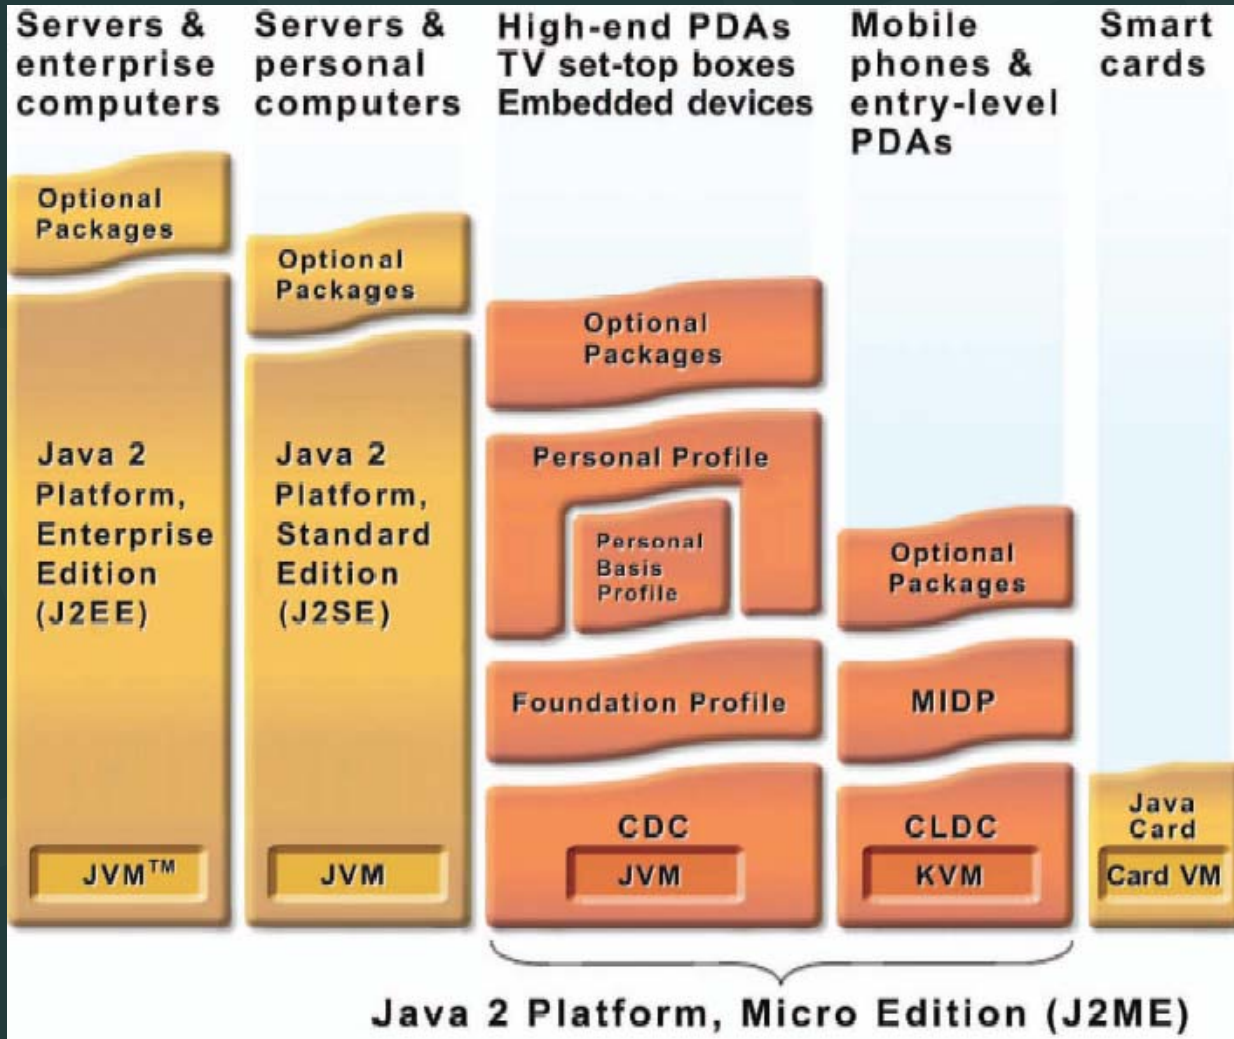 Servers &
enterprise
computers
Servers &
personal
computers
High-end PDAs
TV set-top boxes
Embedded devices
Mobile
phones &
entry-level
PDAs
Smart
cards
Optional
Packages
Java 2
Platform,
Enterprise
Edition
(J2EE)
JVM™
Optional
Packages
Java 2
Platform,
Standard
Edition
(J2SE)
JVM
Optional
Packages
Personal Profile
Personal
Basis
Profile
Foundation Profile
CDC
JVM
Optional
Packages
MIDP
CLDC
KVM
Java
Card
Card VM
Java 2 Platform, Micro Edition (J2ME)